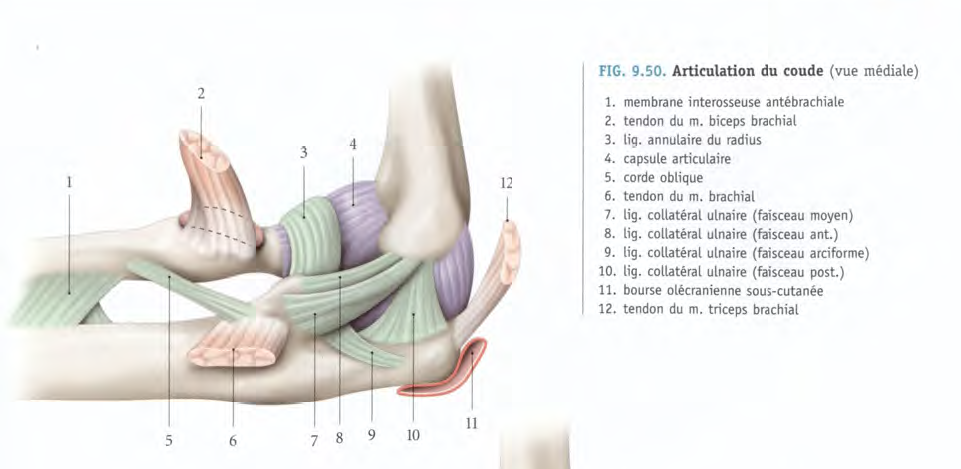 FIG. 9.50. Articulation du coude (vue médiale)
1. membrane interosseuse antébrachiale
2. tendon du m. biceps brachial
3. lig. annulaire du radius
4. capsule articulaire
5. corde oblique
6. tendon du m. brachial
7. lig. collatéral ulnaire (faisceau moyen)
8. lig. collatéral ulnaire (faisceau ant.)
9. lig. collatéral ulnaire (faisceau arciforme)
10. lig. collatéral ulnaire (faisceau post.)
11. bourse olécranienne sous-cutanée
12. tendon du m. triceps brachial
2
3
4
1
12
11
5
6
7
8
9
10